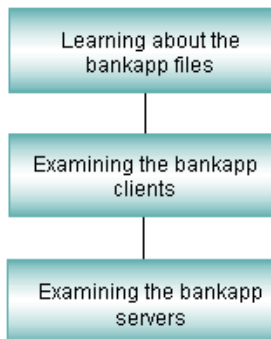 Learning about the
bankapp files
Examining the bankapp
clients
Examining the bankapp
servers